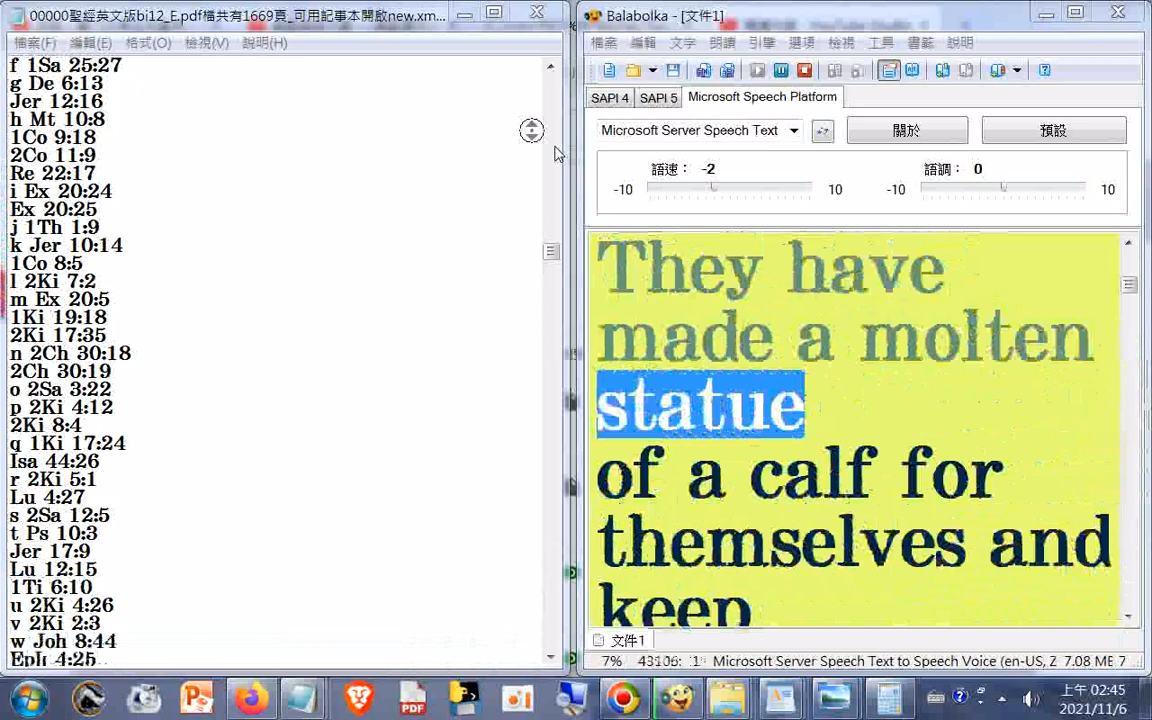 00000聖經英文版bi12_E.pdf檔共有1669頁_可用記事本開啟new.xm...
檔案(F) 編輯(E) 格式(O) 檢視(V) 說明(H)
f 1Sa 25:27
g De 6:13
Jer 12:16
h Mt 10:8
1Co 9:18
2Co 11:9
Re 22:17
i Ex 20:24
Ex 20:25
j 1Th 1:9
k Jer 10:14
1Co 8:5
l 2Ki 7:2
m Ex 20:5
1Ki 19:18
2Ki 17:35
n 2Ch 30:18
2Ch 30:19
o 2Sa 3:22
p 2Ki 4:12
2Ki 8:4
q 1Ki 17:24
Isa 44:26
r 2Ki 5:1
Lu 4:27
s 2Sa 12:5
t Ps 10:3
Jer 17:9
Lu 12:15
1Ti 6:10
u 2Ki 4:26
v 2Ki 2:3
w Joh 8:44
Eph 4:25
Balabolka - [文件1]
檔案 編輯 文字 朗讀 引擎 選項 檢視 工具 書籤 說明
SAPI 4 SAPI 5 Microsoft Speech Platform
Microsoft Server Speech Text 關於 預設
語速： -2 語調： 0
-10 10 -10 10
They have
made a molten
statue
of a calf for
themselves and
keep
文件1
7% 43106: 1 Microsoft Server Speech Text to Speech Voice (en-US, Z 7.08 MB 7
PDF
上午 02:45
2021/11/6